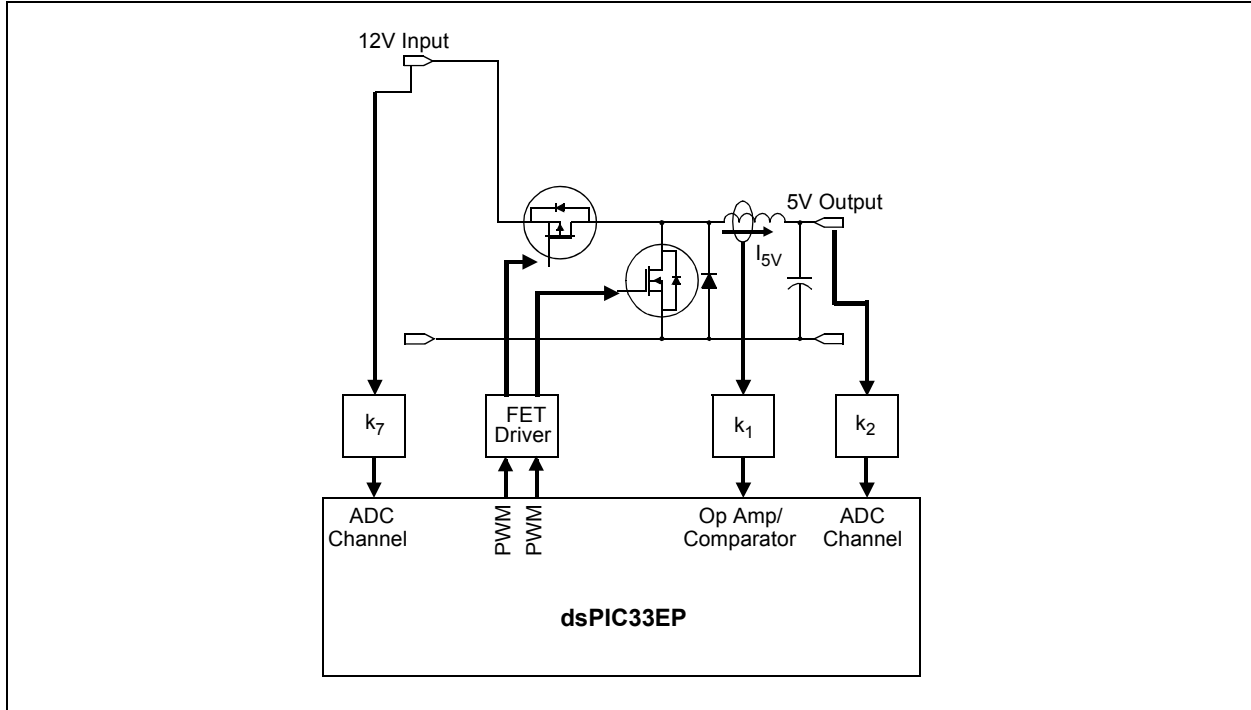 12V Input
5V Output
I5V
k7
FET
Driver
k1
k2
ADC
Channel
PWM
PWM
Op Amp/
Comparator
ADC
Channel
dsPIC33EP